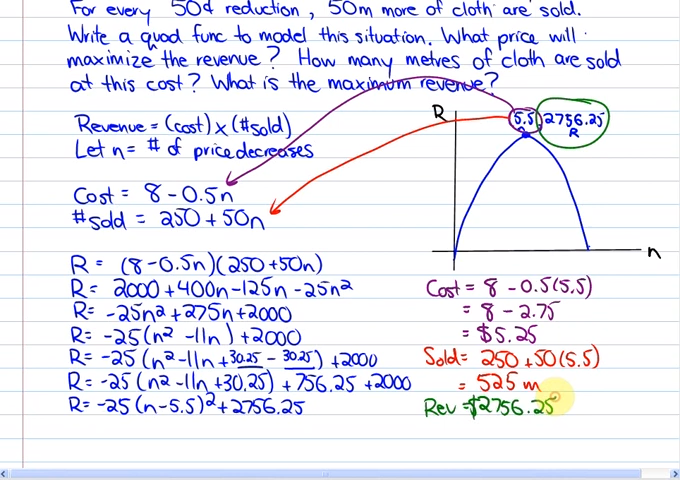 For every 50¢ reduction, 50m more of cloth are sold.
Write a quad func to model this situation. What price will
maximize the revenue? How many metres of cloth are sold
at this cost? What is the maximum revenue?
R
5.5, 2756.25
R
Revenue = (cost) x (#sold)
Let n = # of price decreases
Cost = 8 - 0.5n
#sold = 250 + 50n
n
R = (8 - 0.5n)(250 + 50n)
R = 2000 + 400n - 125n - 25n²
R = -25n² + 275n + 2000
R = -25(n² - 11n ) + 2000
R = -25(n² - 11n + 30.25 - 30.25) + 2000
R = -25(n² - 11n + 30.25) + 756.25 + 2000
R = -25(n - 5.5)² + 2756.25
Cost = 8 - 0.5(5.5)
= 8 - 2.75
= $5.25
Sold = 250 + 50(5.5)
= 525 m
Rev = $2756.25